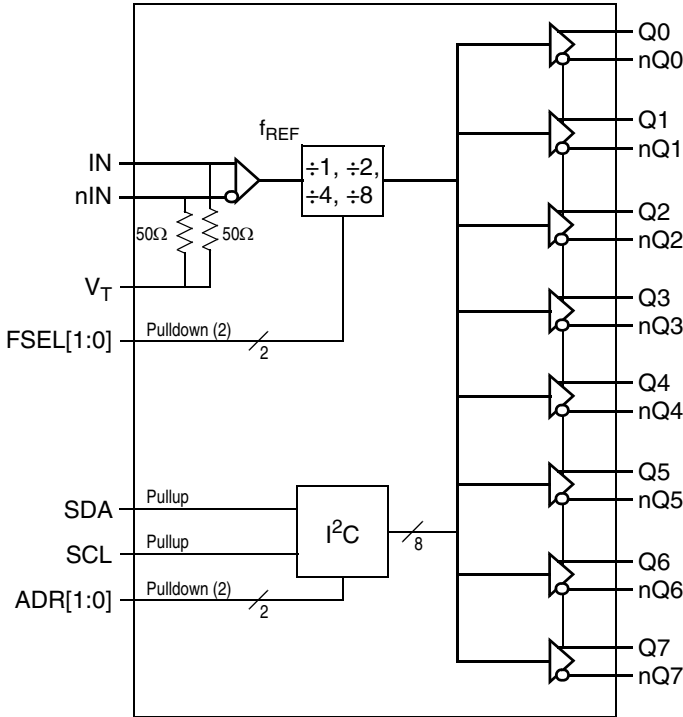 Q0
nQ0
Q1
nQ1
fREF
IN
nIN
÷1, ÷2,
÷4, ÷8
Q2
nQ2
50Ω
50Ω
VT
Q3
nQ3
FSEL[1:0]
Pulldown (2)
2
Q4
nQ4
Q5
nQ5
SDA
Pullup
SCL
Pullup
I²C
8
ADR[1:0]
Pulldown (2)
2
Q6
nQ6
Q7
nQ7